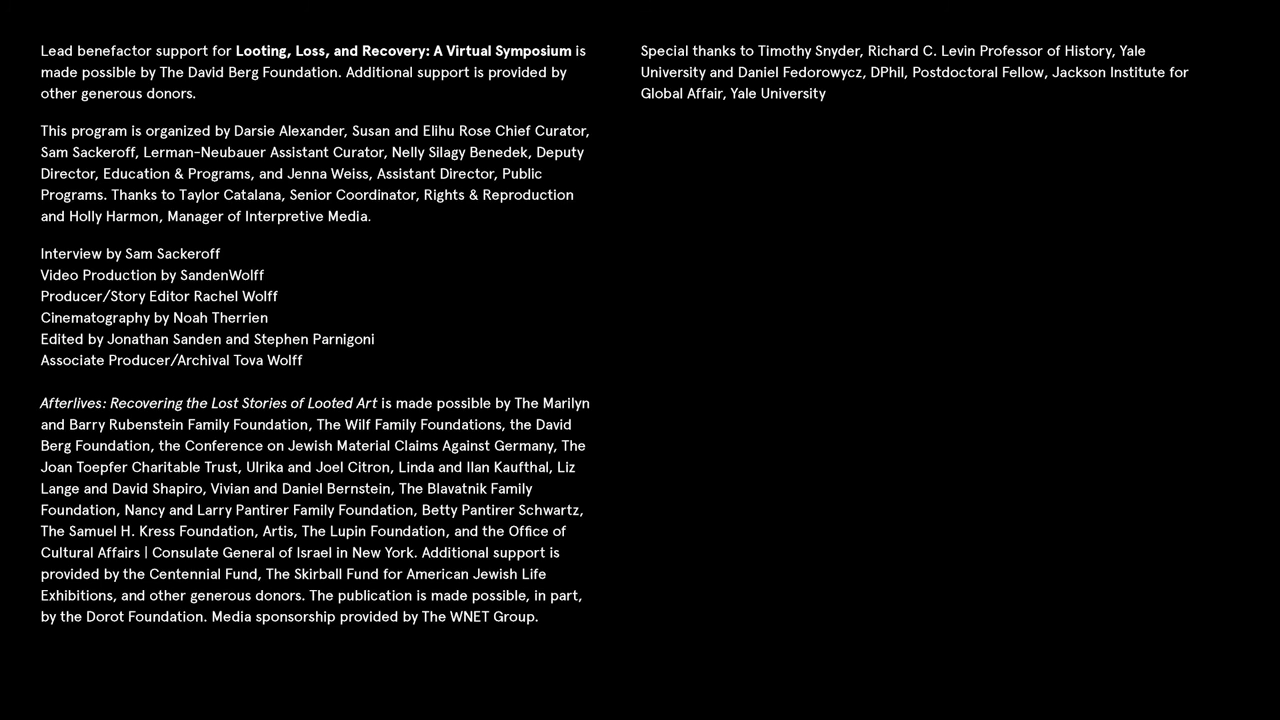 Lead benefactor support for Looting, Loss, and Recovery: A Virtual Symposium is
made possible by The David Berg Foundation. Additional support is provided by
other generous donors.
This program is organized by Darsie Alexander, Susan and Elihu Rose Chief Curator,
Sam Sackeroff, Lerman-Neubauer Assistant Curator, Nelly Silagy Benedek, Deputy
Director, Education & Programs, and Jenna Weiss, Assistant Director, Public
Programs. Thanks to Taylor Catalana, Senior Coordinator, Rights & Reproduction
and Holly Harmon, Manager of Interpretive Media.
Interview by Sam Sackeroff
Video Production by SandenWolff
Producer/Story Editor Rachel Wolff
Cinematography by Noah Therrien
Edited by Jonathan Sanden and Stephen Parnigoni
Associate Producer/Archival Tova Wolff
Afterlives: Recovering the Lost Stories of Looted Art is made possible by The Marilyn
and Barry Rubenstein Family Foundation, The Wilf Family Foundations, the David
Berg Foundation, the Conference on Jewish Material Claims Against Germany, The
Joan Toepfer Charitable Trust, Ulrika and Joel Citron, Linda and Ilan Kaufthal, Liz
Lange and David Shapiro, Vivian and Daniel Bernstein, The Blavatnik Family
Foundation, Nancy and Larry Pantirer Family Foundation, Betty Pantirer Schwartz,
The Samuel H. Kress Foundation, Artis, The Lupin Foundation, and the Office of
Cultural Affairs | Consulate General of Israel in New York. Additional support is
provided by the Centennial Fund, The Skirball Fund for American Jewish Life
Exhibitions, and other generous donors. The publication is made possible, in part,
by the Dorot Foundation. Media sponsorship provided by The WNET Group.
Special thanks to Timothy Snyder, Richard C. Levin Professor of History, Yale
University and Daniel Fedorowycz, DPhil, Postdoctoral Fellow, Jackson Institute for
Global Affair, Yale University